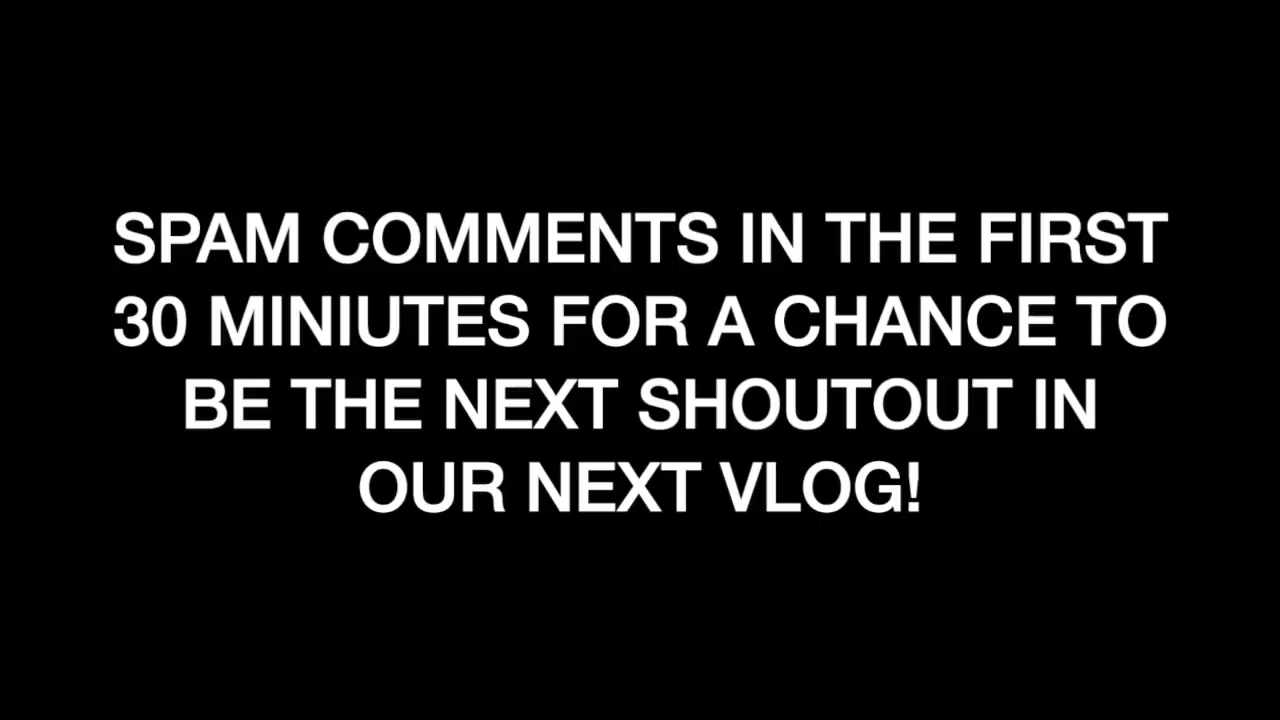 SPAM COMMENTS IN THE FIRST
30 MINIUTES FOR A CHANCE TO
BE THE NEXT SHOUTOUT IN
OUR NEXT VLOG!